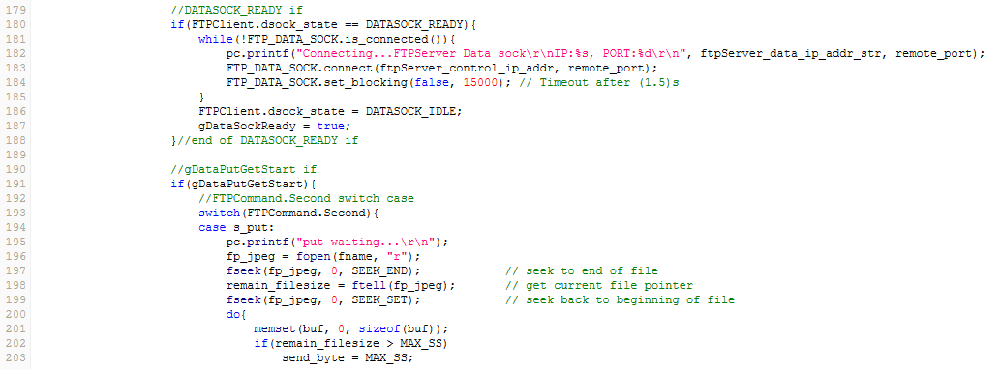 179 //DATASOCK_READY if
180 if(FTPClient.dsock_state == DATASOCK_READY){
181 while(!FTP_DATA_SOCK.is_connected()){
182 pc.printf("Connecting...FTPServer Data sock\r\nIP:%s, PORT:%d\r\n", ftpServer_data_ip_addr_str, remote_port);
183 FTP_DATA_SOCK.connect(ftpServer_control_ip_addr, remote_port);
184 FTP_DATA_SOCK.set_blocking(false, 15000); // Timeout after (1.5)s
185 }
186 FTPClient.dsock_state = DATASOCK_IDLE;
187 gDataSockReady = true;
188 }//end of DATASOCK_READY if
189
190 //gDataPutGetStart if
191 if(gDataPutGetStart){
192 //FTPCommand.Second switch case
193 switch(FTPCommand.Second){
194 case s_put:
195 pc.printf("put waiting...\r\n");
196 fp_jpeg = fopen(fname, "r");
197 fseek(fp_jpeg, 0, SEEK_END); // seek to end of file
198 remain_filesize = ftell(fp_jpeg); // get current file pointer
199 fseek(fp_jpeg, 0, SEEK_SET); // seek back to beginning of file
200 do{
201 memset(buf, 0, sizeof(buf));
202 if(remain_filesize > MAX_SS)
203 send_byte = MAX_SS;